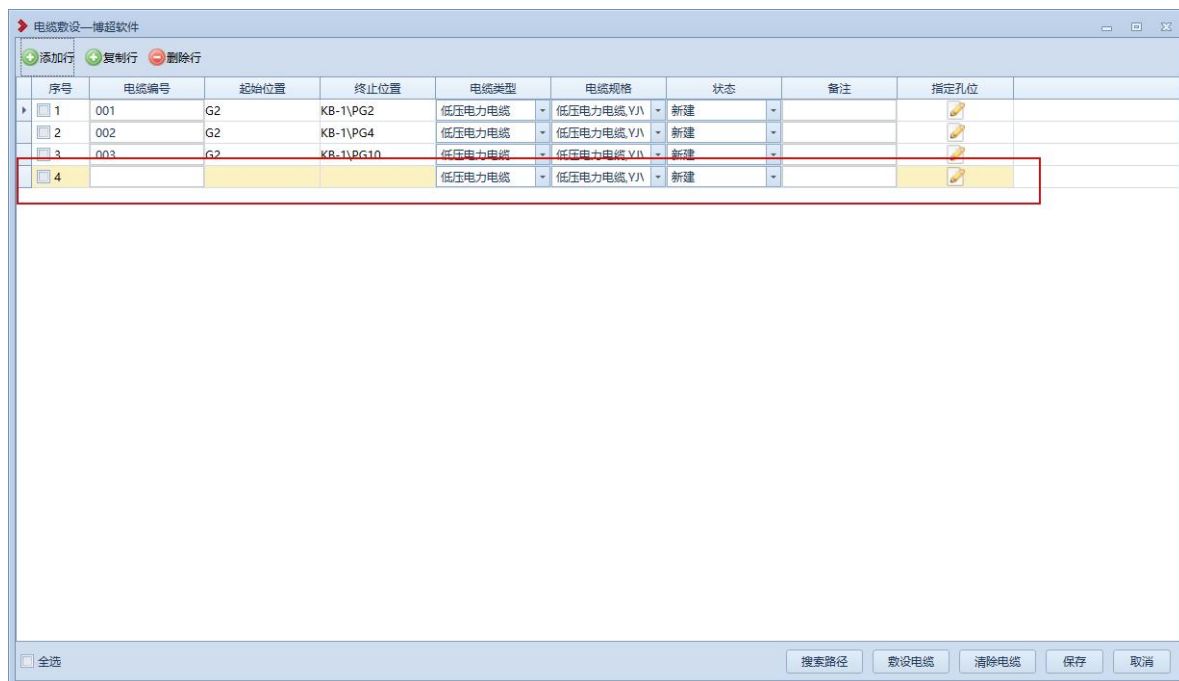 电缆敷设—博超软件
添加行 复制行 删除行
序号 电缆编号 起始位置 终止位置 电缆类型 电缆规格 状态 备注 指定孔位
1 001 G2 KB-1\PG2 低压电力电缆 低压电力电缆,YJV 新建
2 002 G2 KB-1\PG4 低压电力电缆 低压电力电缆,YJV 新建
3 003 G2 KB-1\PG10 低压电力电缆 低压电力电缆,YJV 新建
4 低压电力电缆 低压电力电缆,YJV 新建
全选 搜索路径 敷设电缆 清除电缆 保存 取消